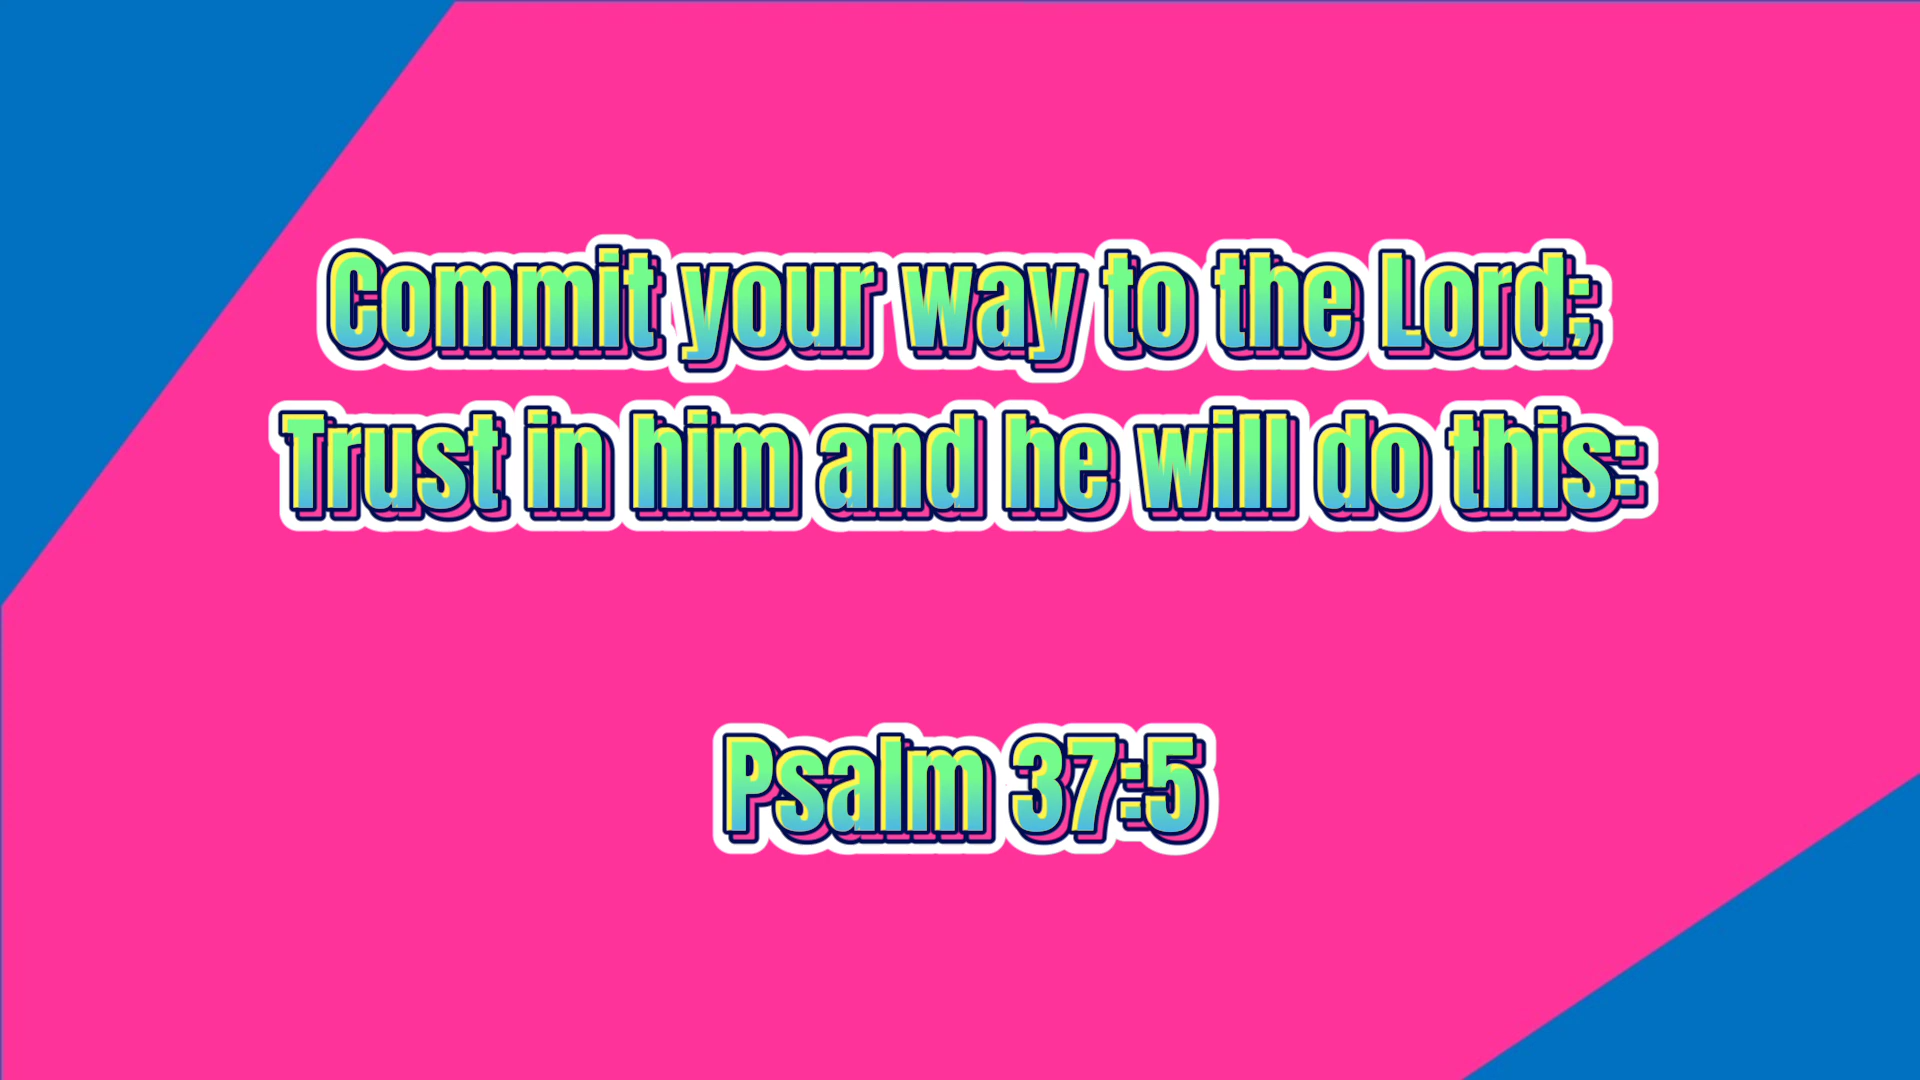 Commit your way to the Lord;
Trust in him and he will do this:
Psalm 37:5